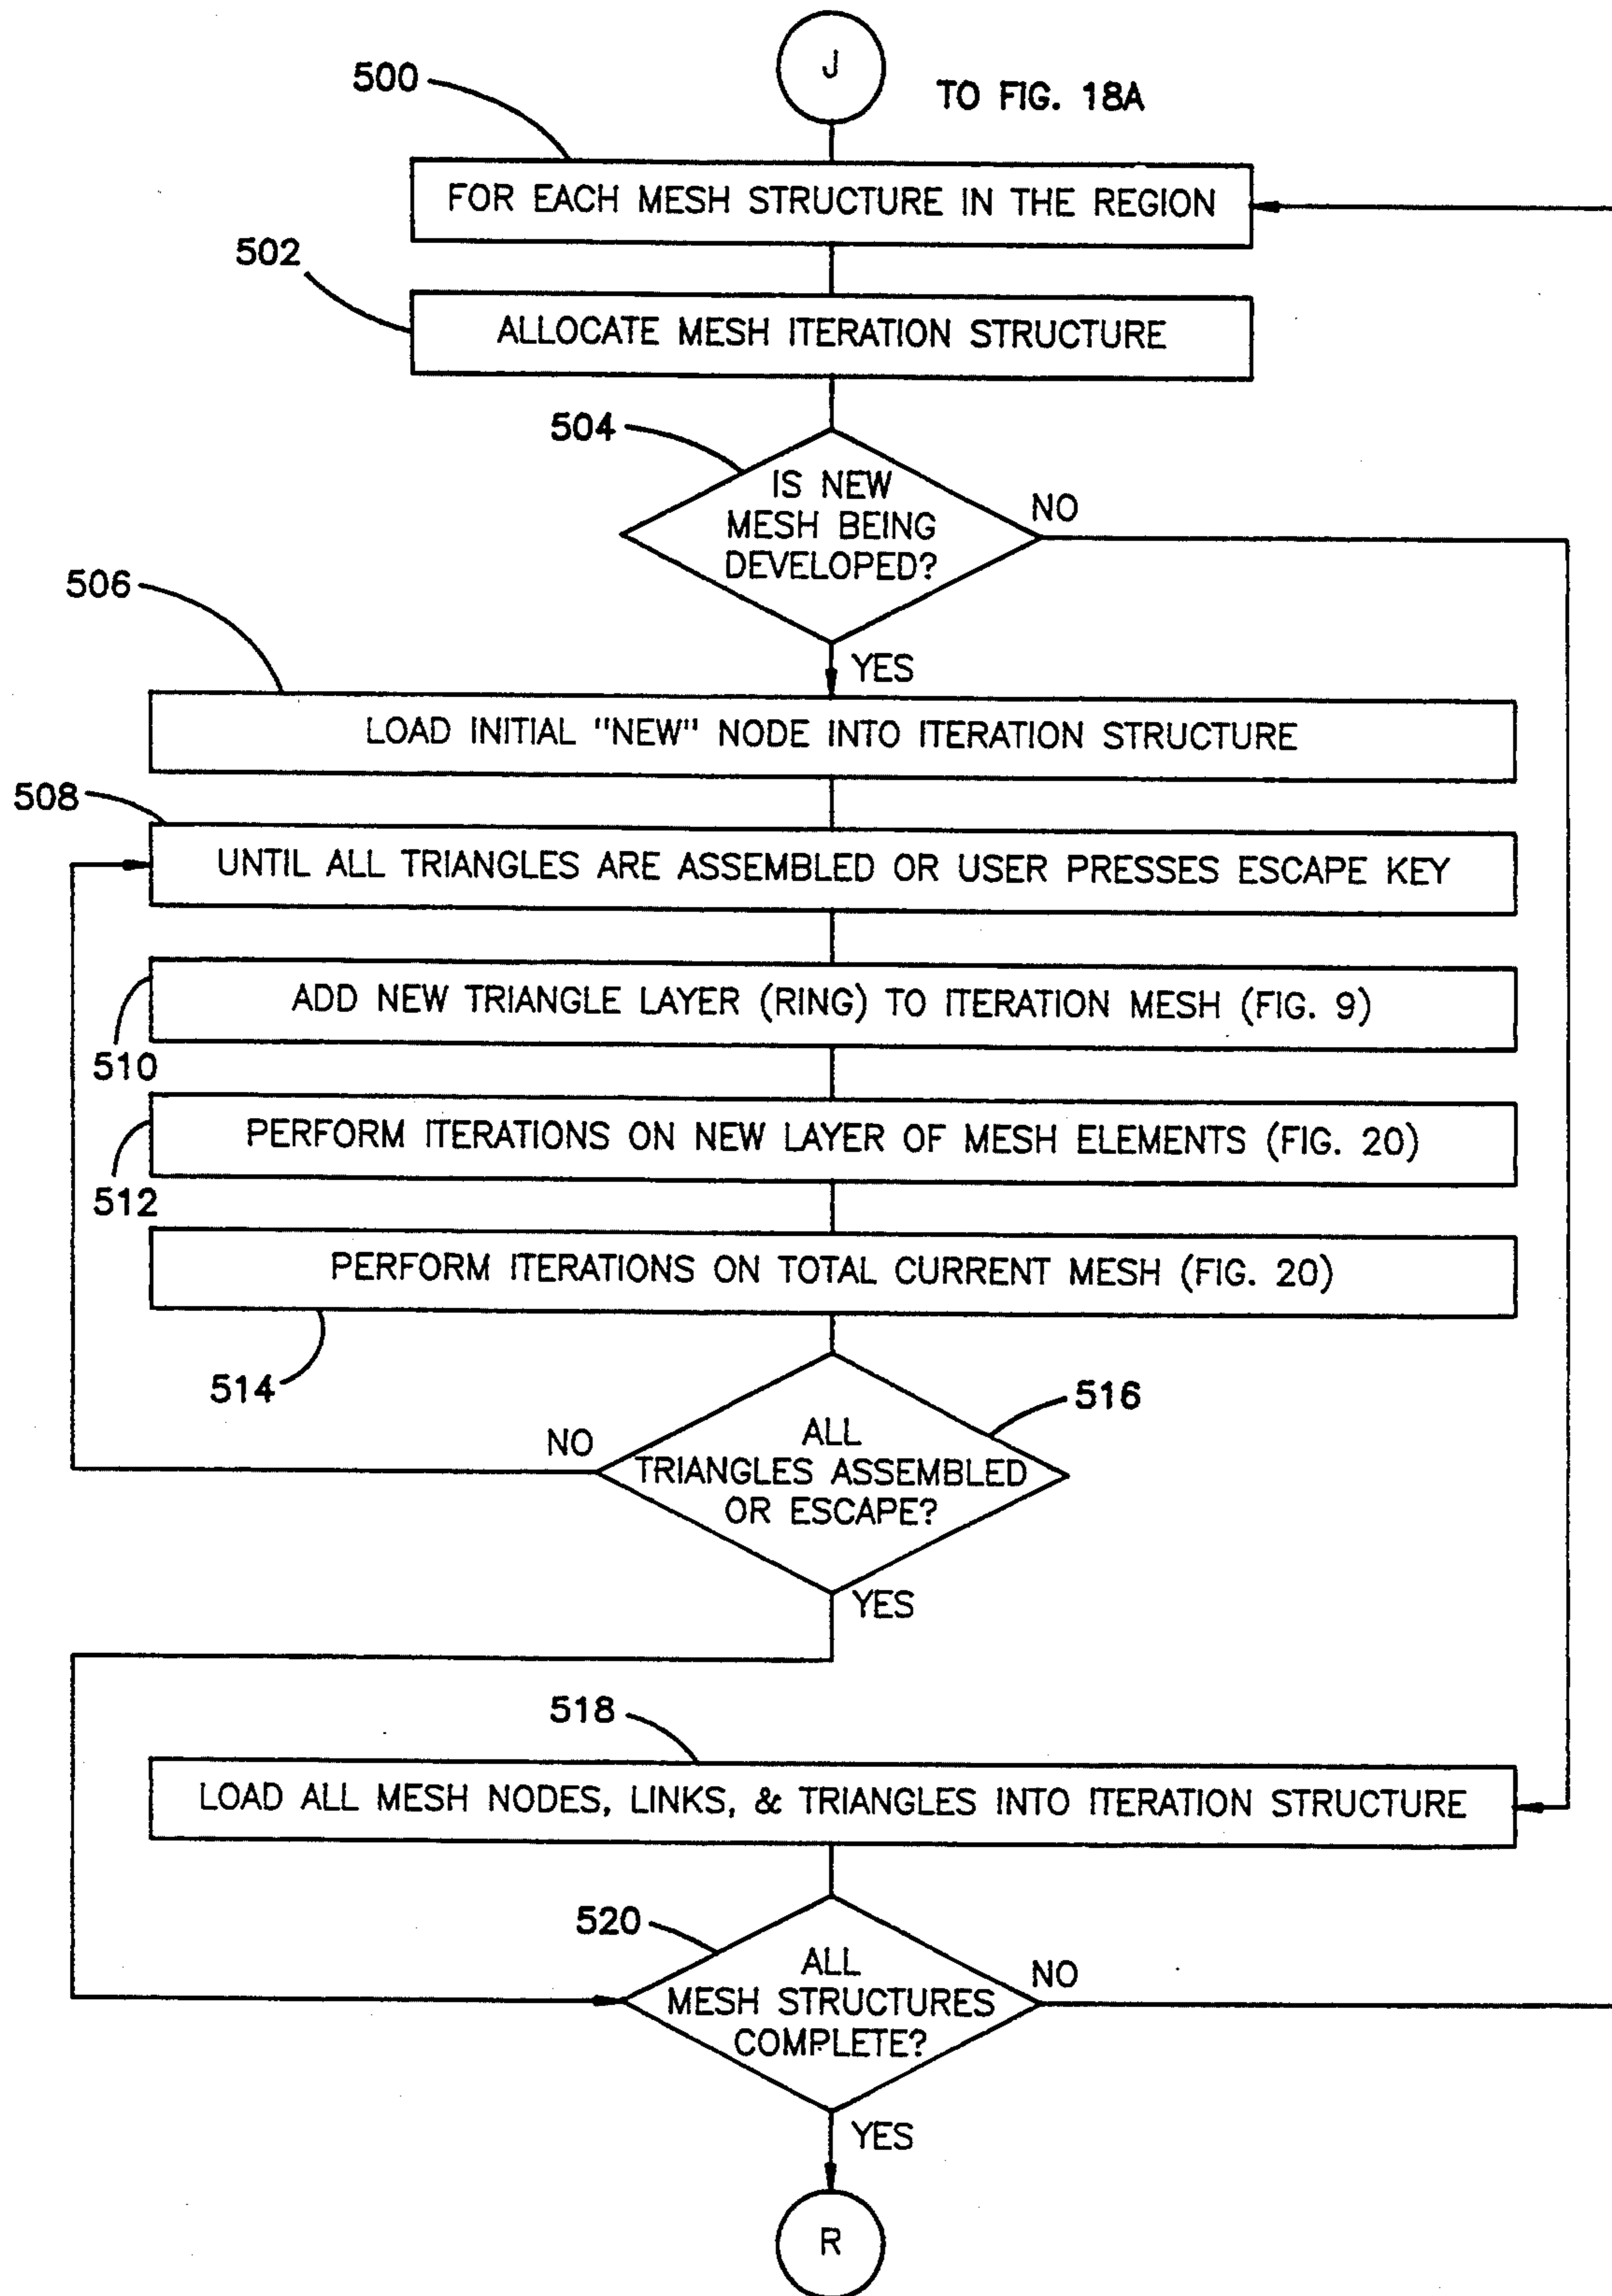 J
TO FIG. 18A
500
FOR EACH MESH STRUCTURE IN THE REGION
502
ALLOCATE MESH ITERATION STRUCTURE
504
IS NEW
MESH BEING
DEVELOPED?
NO
YES
506
LOAD INITIAL "NEW" NODE INTO ITERATION STRUCTURE
508
UNTIL ALL TRIANGLES ARE ASSEMBLED OR USER PRESSES ESCAPE KEY
ADD NEW TRIANGLE LAYER (RING) TO ITERATION MESH (FIG. 9)
510
PERFORM ITERATIONS ON NEW LAYER OF MESH ELEMENTS (FIG. 20)
512
PERFORM ITERATIONS ON TOTAL CURRENT MESH (FIG. 20)
514
516
ALL
TRIANGLES ASSEMBLED
OR ESCAPE?
NO
YES
518
LOAD ALL MESH NODES, LINKS, & TRIANGLES INTO ITERATION STRUCTURE
520
ALL
MESH STRUCTURES
COMPLETE?
NO
YES
R